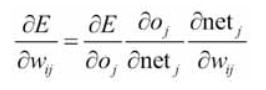 ∂E/∂w_ij = ∂E/∂o_j ∂o_j/∂net_j ∂net_j/∂w_ij